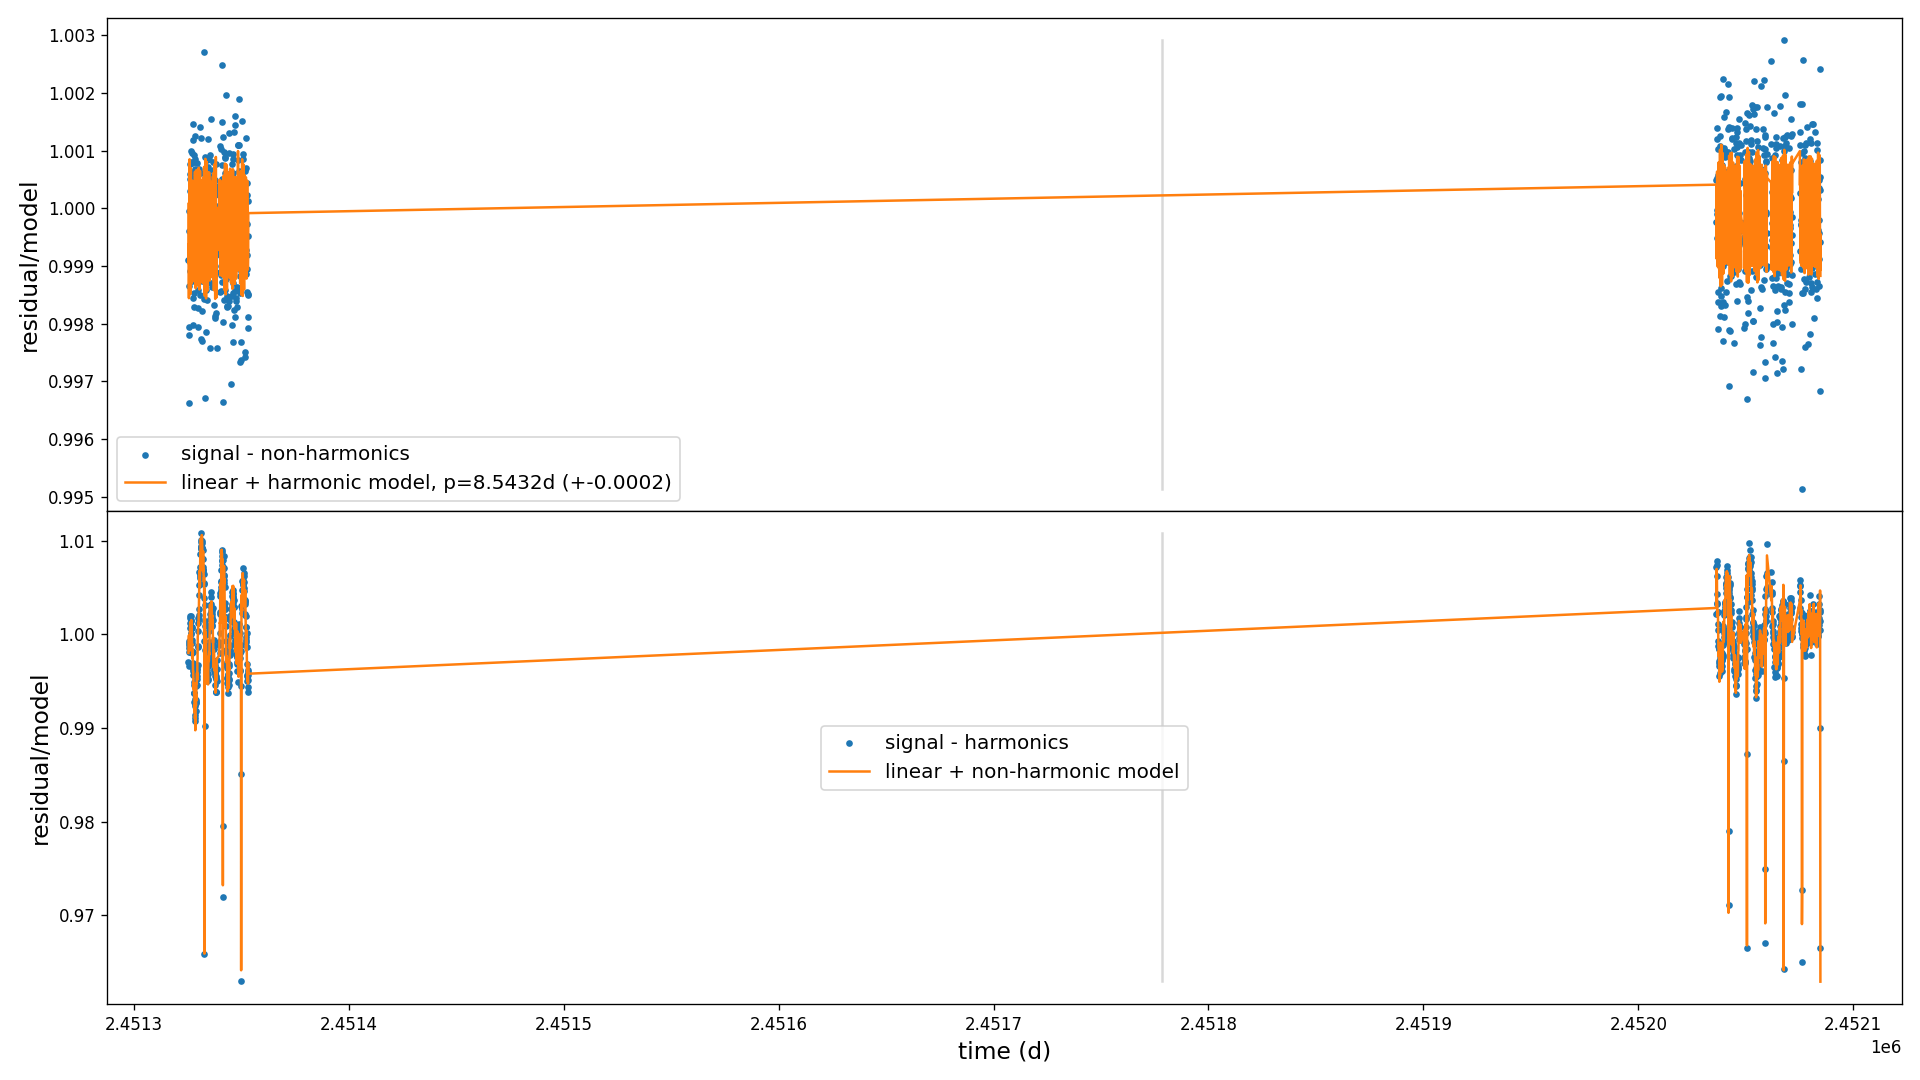 1.003
1.002
1.001
1.000
0.999
0.998
0.997
0.996
0.995
residual/model
signal - non-harmonics
linear + harmonic model, p=8.5432d (+-0.0002)
1.01
1.00
0.99
0.98
0.97
residual/model
signal - harmonics
linear + non-harmonic model
2.4513 2.4514 2.4515 2.4516 2.4517 2.4518 2.4519 2.4520 2.4521
1e6
time (d)